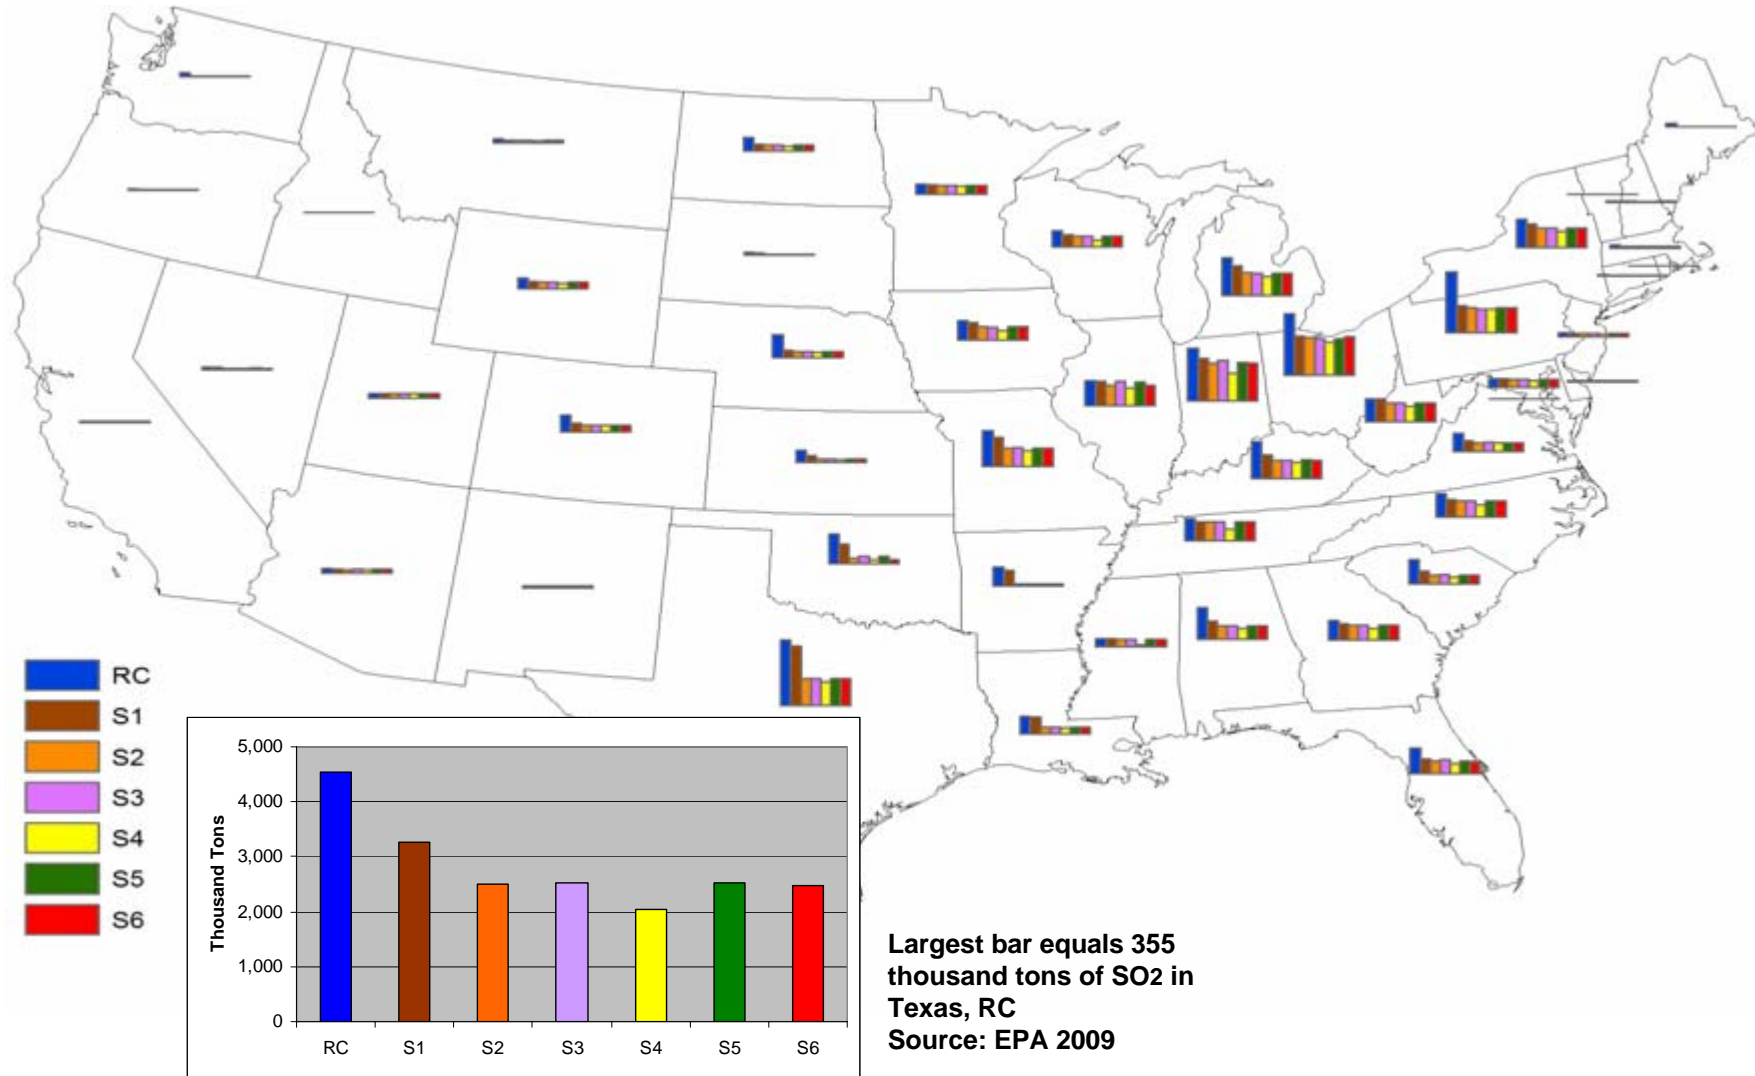 RC
S1
S2
S3
S4
S5
S6
5,000
4,000
3,000
2,000
1,000
0
Thousand Tons
RC S1 S2 S3 S4 S5 S6
Largest bar equals 355
thousand tons of SO2 in
Texas, RC
Source: EPA 2009